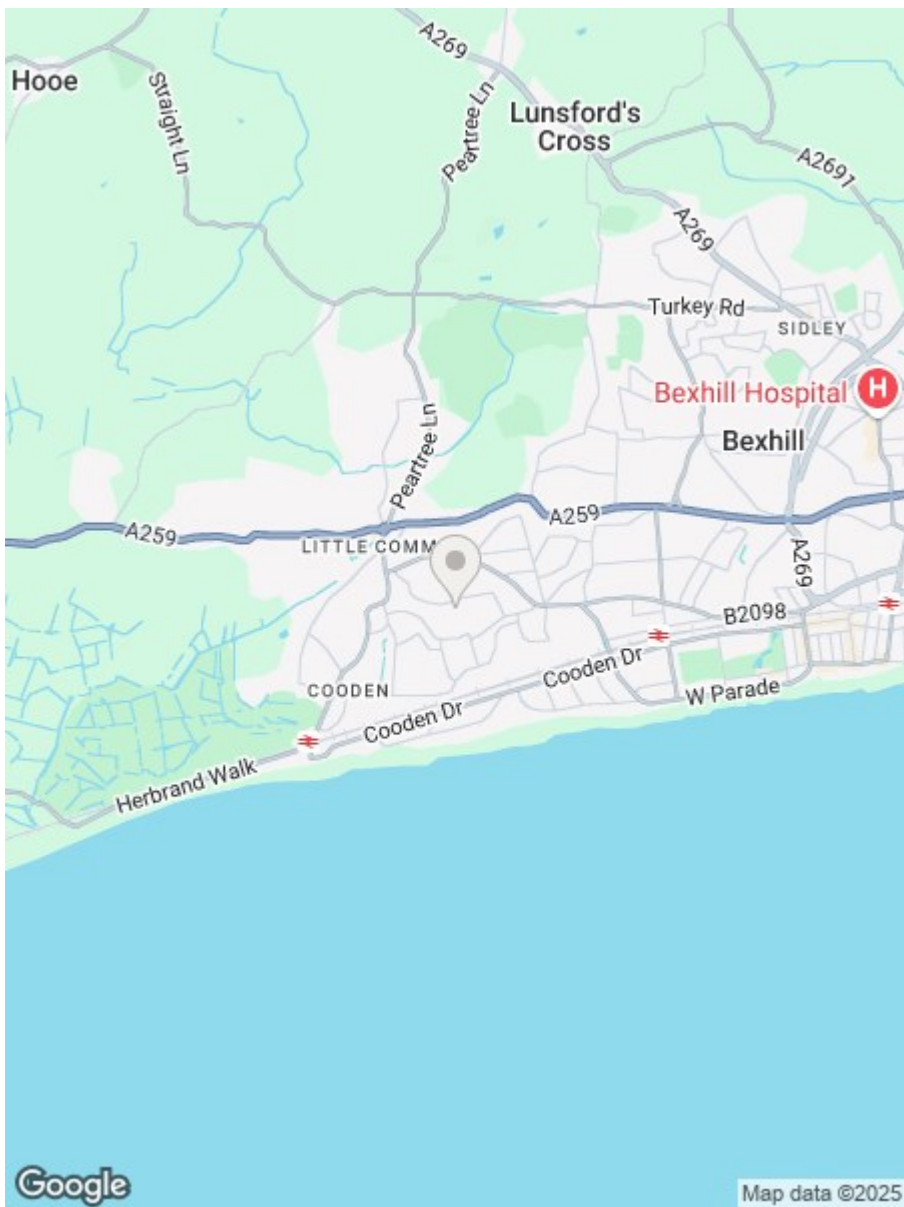 A269
Hooe
Straight Ln
Peartree Ln
Lunsford's
Cross
A2691
A269
Turkey Rd
SIDLEY
Bexhill Hospital
H
Bexhill
Peartree Ln
A259
A259
LITTLE COMM
A269
B2098
Cooden Dr
COODEN
W Parade
Cooden Dr
Herbrand Walk
Google
Map data ©2025